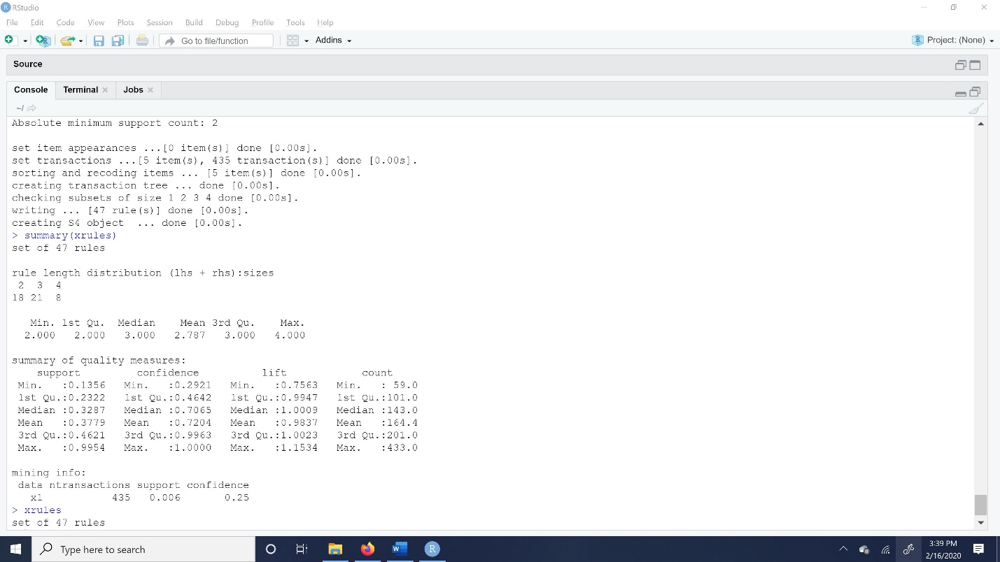 RStudio
File Edit Code View Plots Session Build Debug Profile Tools Help
Go to file/function Addins Project: (None)
Source
Console Terminal Jobs
~/
Absolute minimum support count: 2
set item appearances ...[0 item(s)] done [0.00s].
set transactions ...[5 item(s), 435 transaction(s)] done [0.00s].
sorting and recoding items ... [5 item(s)] done [0.00s].
creating transaction tree ... done [0.00s].
checking subsets of size 1 2 3 4 done [0.00s].
writing ... [47 rule(s)] done [0.00s].
creating S4 object  ... done [0.00s].
> summary(xrules)
set of 47 rules
rule length distribution (lhs + rhs):sizes
 2  3  4
18 21  8
   Min. 1st Qu.  Median    Mean 3rd Qu.    Max.
  2.000   2.000   3.000   2.787   3.000   4.000
summary of quality measures:
    support         confidence          lift            count
 Min.   :0.1356   Min.   :0.2921   Min.   :0.7563   Min.   : 59.0
 1st Qu.:0.2322   1st Qu.:0.4642   1st Qu.:0.9947   1st Qu.:101.0
 Median :0.3287   Median :0.7065   Median :1.0009   Median :143.0
 Mean   :0.3779   Mean   :0.7204   Mean   :0.9837   Mean   :164.4
 3rd Qu.:0.4621   3rd Qu.:0.9963   3rd Qu.:1.0023   3rd Qu.:201.0
 Max.   :0.9954   Max.   :1.0000   Max.   :1.1534   Max.   :433.0
mining info:
 data ntransactions support confidence
   x1           435   0.006       0.25
> xrules
set of 47 rules
Type here to search
3:39 PM
2/16/2020